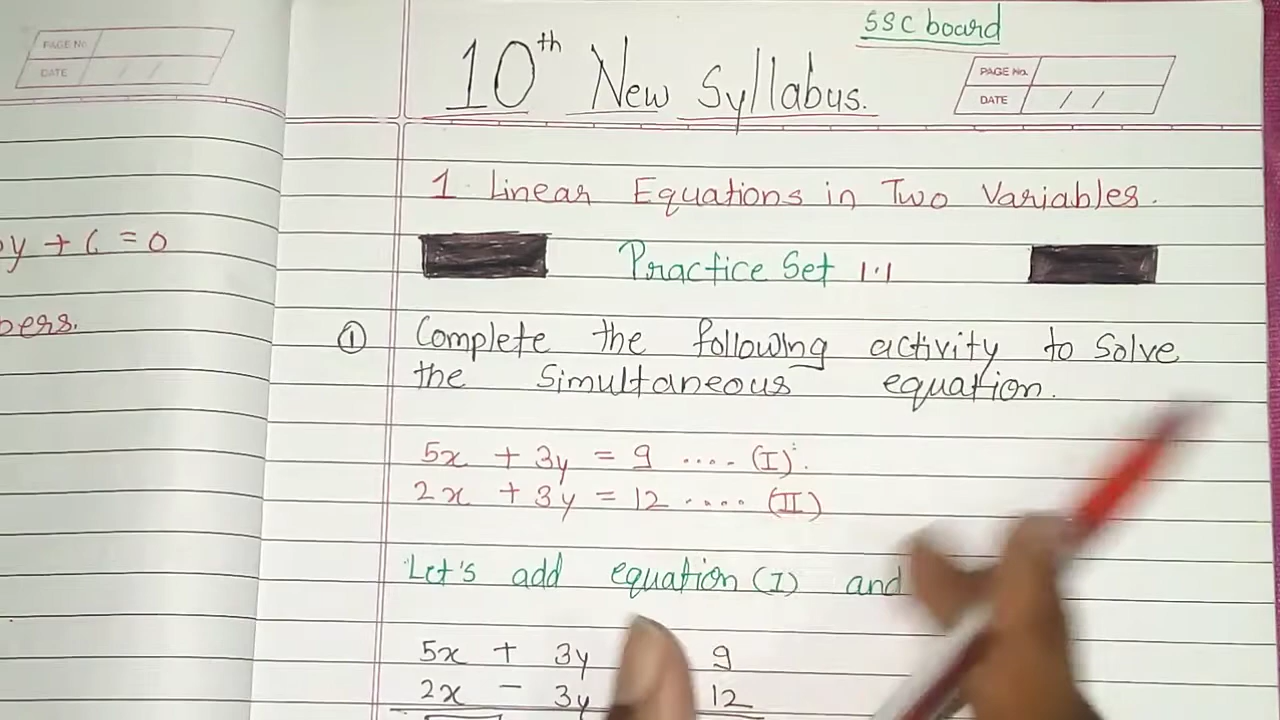 SSC board
PAGE No.
DATE / /
10th New Syllabus.
PAGE No.
DATE / /
1. Linear Equations in Two Variables.
y + c = 0
Practice Set 1.1
① Complete the following activity to solve
the simultaneous equation.
5x + 3y = 9 .... (I).
2x + 3y = 12 ..... (II)
Let's add equation (I) and
5x + 3y 9
2x - 3y 12